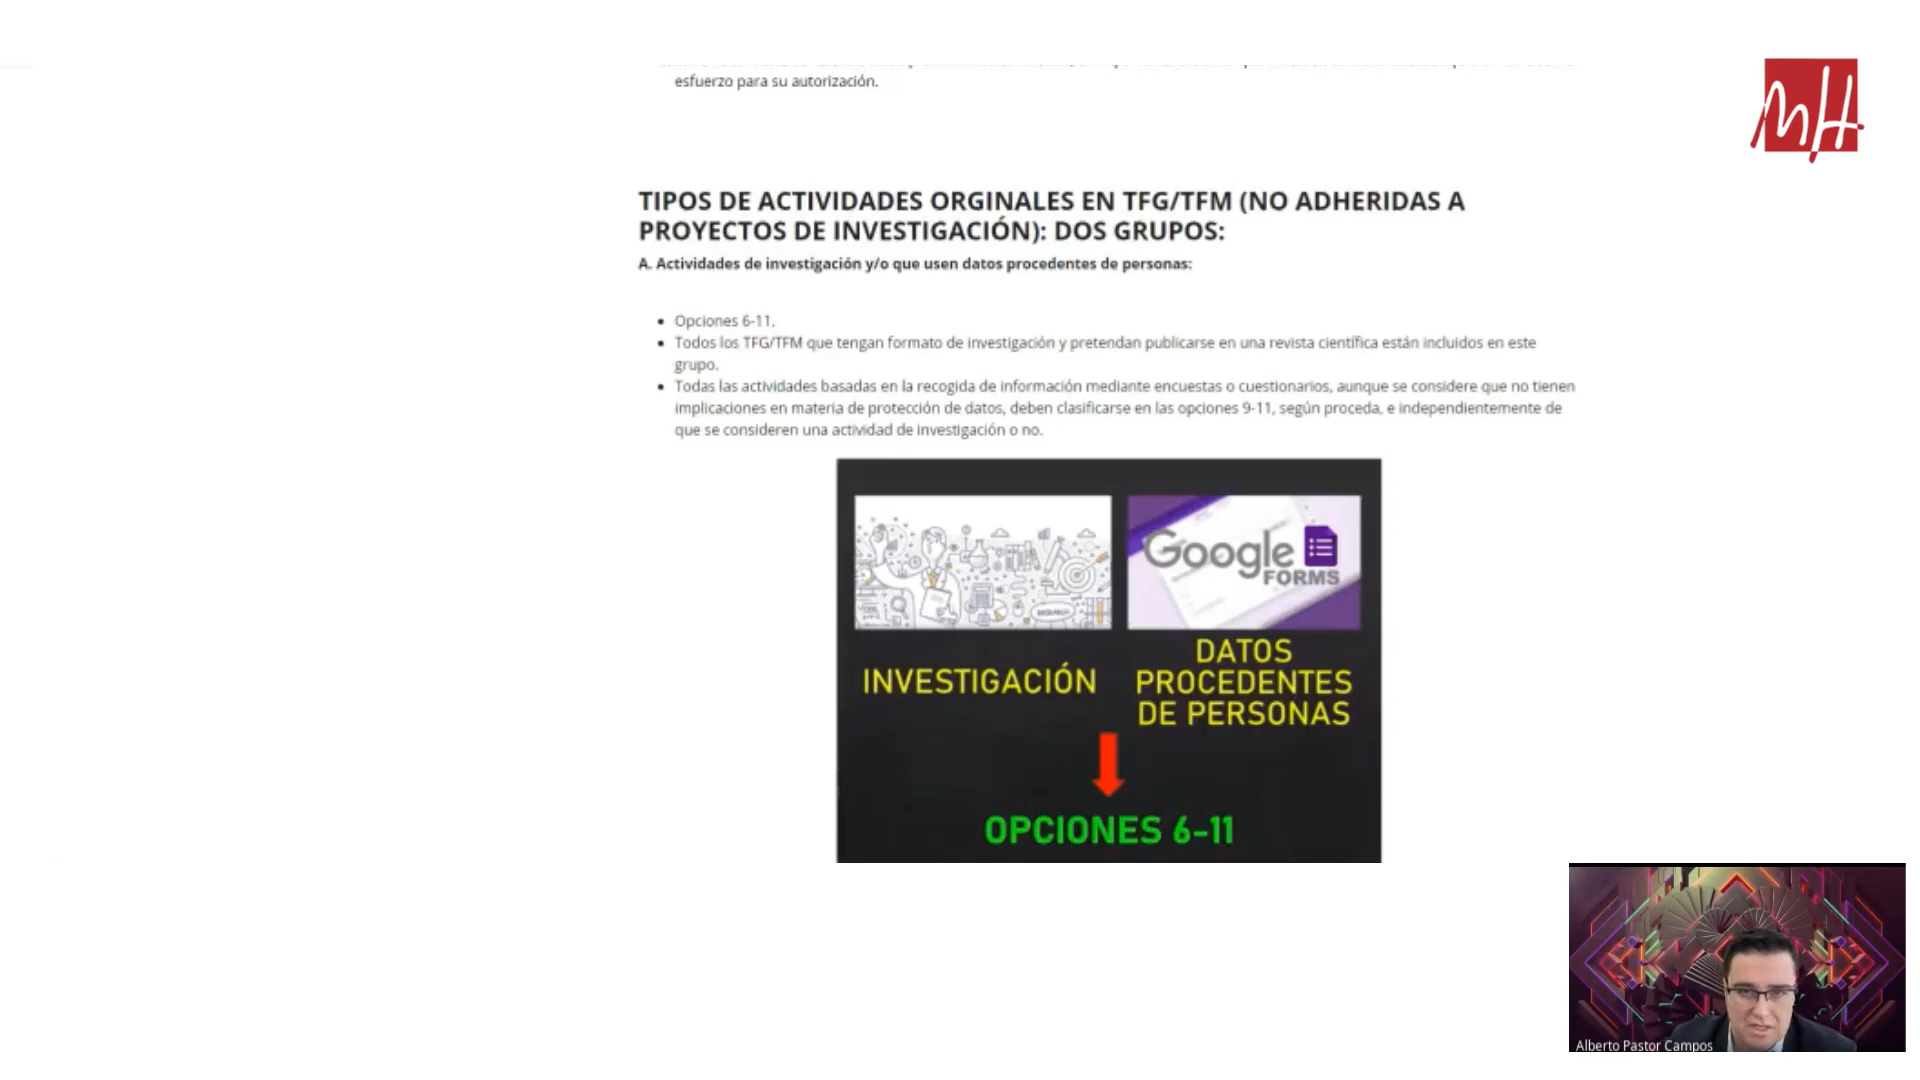 esfuerzo para su autorización.
MH
TIPOS DE ACTIVIDADES ORGINALES EN TFG/TFM (NO ADHERIDAS A
PROYECTOS DE INVESTIGACIÓN): DOS GRUPOS:
A. Actividades de investigación y/o que usen datos procedentes de personas:
• Opciones 6-11.
• Todos los TFG/TFM que tengan formato de investigación y pretendan publicarse en una revista científica están incluidos en este
grupo.
• Todas las actividades basadas en la recogida de información mediante encuestas o cuestionarios, aunque se considere que no tienen
implicaciones en materia de protección de datos, deben clasificarse en las opciones 9-11, según proceda, e independientemente de
que se consideren una actividad de investigación o no.
Google
FORMS
INVESTIGACIÓN
DATOS
PROCEDENTES
DE PERSONAS
OPCIONES 6-11
Alberto Pastor Campos